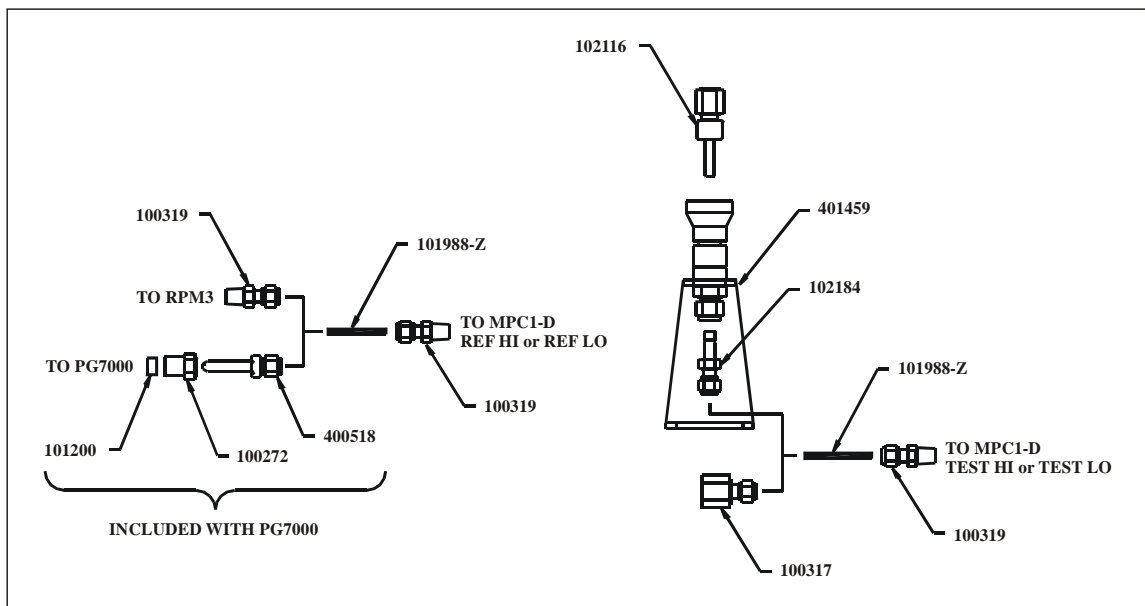 102116
100319
101988-Z
401459
TO RPM3
102184
TO MPC1-D
REF HI or REF LO
TO PG7000
101988-Z
100319
101200
100272
400518
TO MPC1-D
TEST HI or TEST LO
INCLUDED WITH PG7000
100319
100317